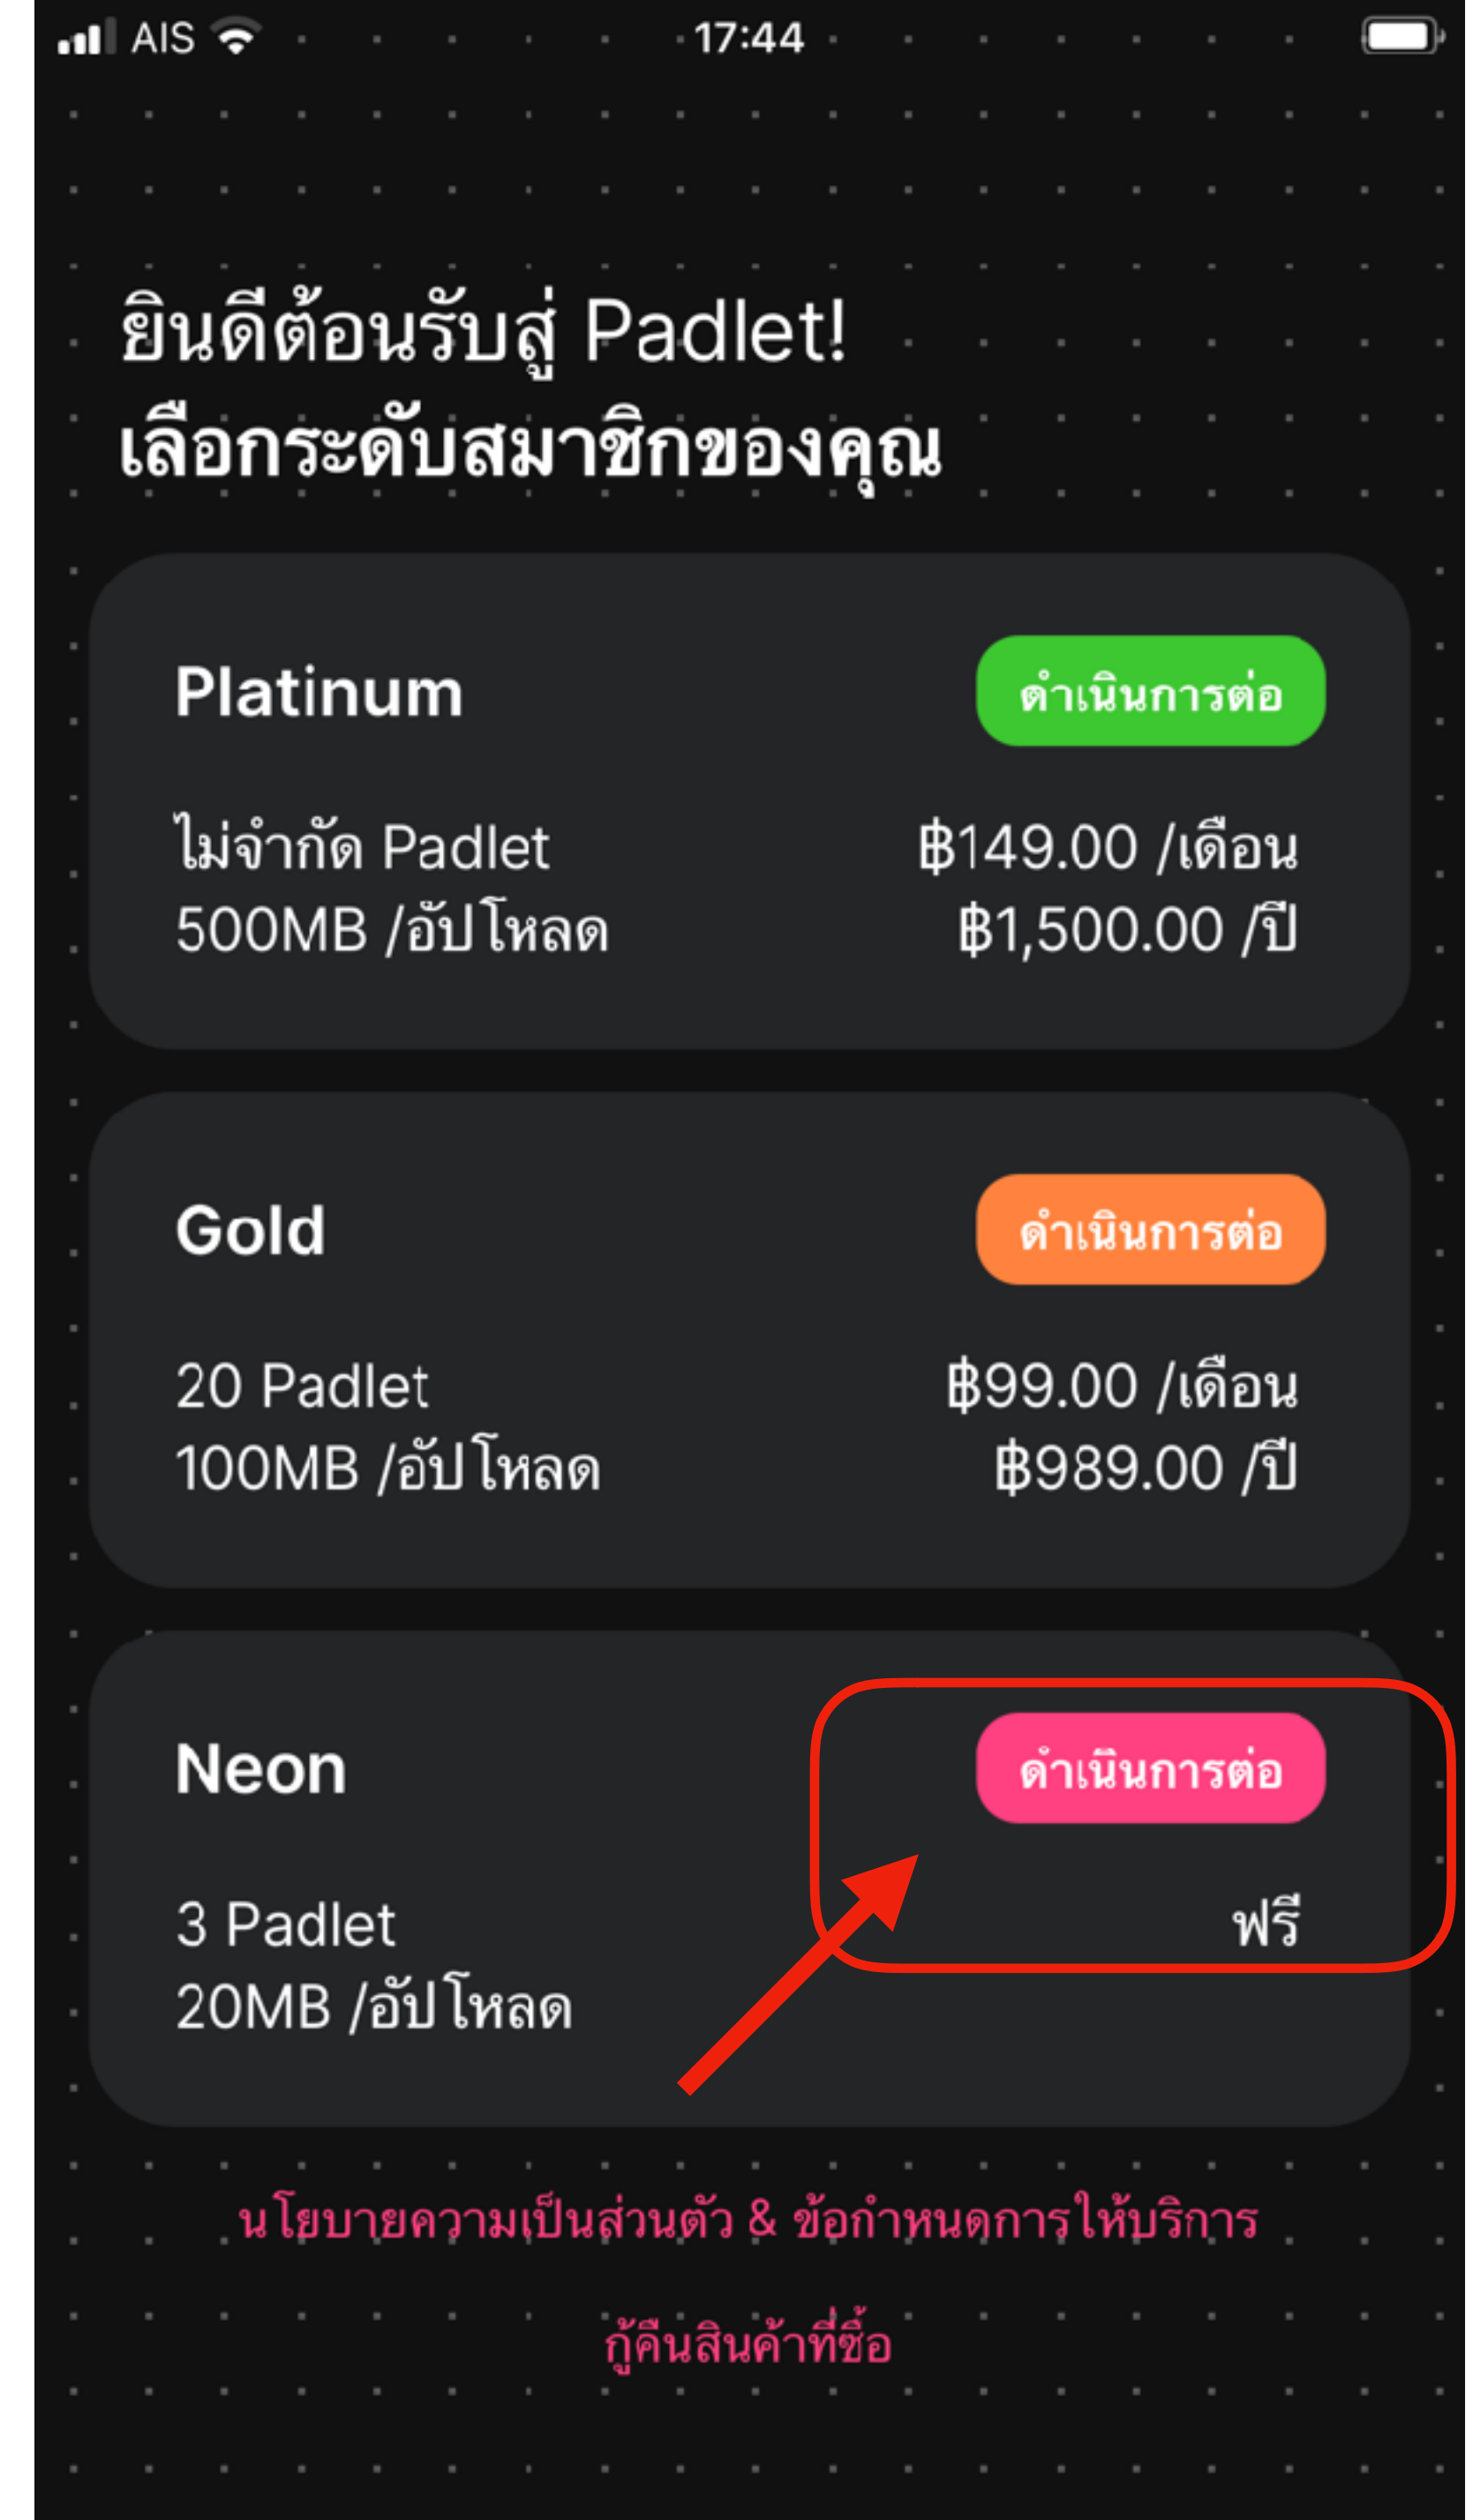 AIS 17:44
ยินดีต้อนรับสู่ Padlet!
เลือกระดับสมาชิกของคุณ
Platinum ดำเนินการต่อ
ไม่จำกัด Padlet ฿149.00 /เดือน
500MB /อัปโหลด ฿1,500.00 /ปี
Gold ดำเนินการต่อ
20 Padlet ฿99.00 /เดือน
100MB /อัปโหลด ฿989.00 /ปี
Neon ดำเนินการต่อ
3 Padlet ฟรี
20MB /อัปโหลด
นโยบายความเป็นส่วนตัว & ข้อกำหนดการให้บริการ
กู้คืนสินค้าที่ซื้อ